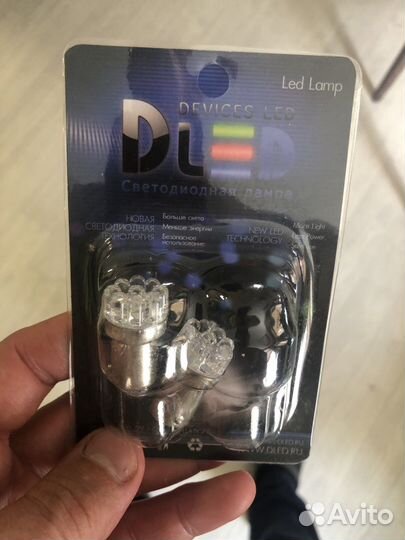 Led Lamp
DEVICES LED
DLED
Светодиодная лампа
НОВАЯ
СВЕТОДИОДНАЯ
ТЕХНОЛОГИЯ
Больше света
Меньше энергии
Безопасное
использование
NEW LED
TECHNOLOGY
More Light
Power
WWW.DLED.RU
Avito